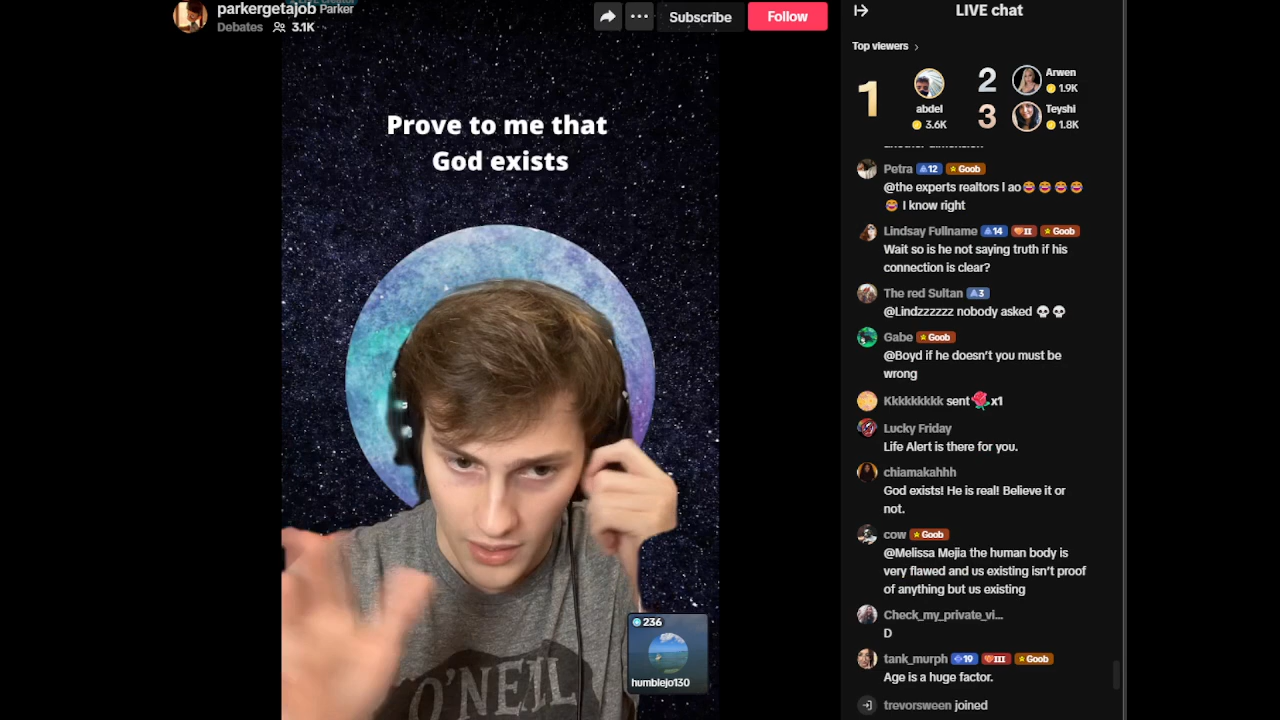 parkergetajob Parker
Debates 3.1K
Subscribe
Follow
Prove to me that
God exists
O'NEIL
236
humblejo130
LIVE chat
Top viewers
1
abdel
3.6K
2
Arwen
1.9K
3
Teyshi
1.8K
another dimension
Petra 12 Goob
@the experts realtors l ao😂😂😂😂
😂 I know right
Lindsay Fullname 14 II Goob
Wait so is he not saying truth if his
connection is clear?
The red Sultan 3
@Lindzzzzzz nobody asked 💀💀
Gabe Goob
@Boyd if he doesn't you must be
wrong
Kkkkkkkkk sent🌹x1
Lucky Friday
Life Alert is there for you.
chiamakahhh
God exists! He is real! Believe it or
not.
cow Goob
@Melissa Mejia the human body is
very flawed and us existing isn't proof
of anything but us existing
Check_my_private_vi...
D
tank_murph 19 III Goob
Age is a huge factor.
trevorsween joined